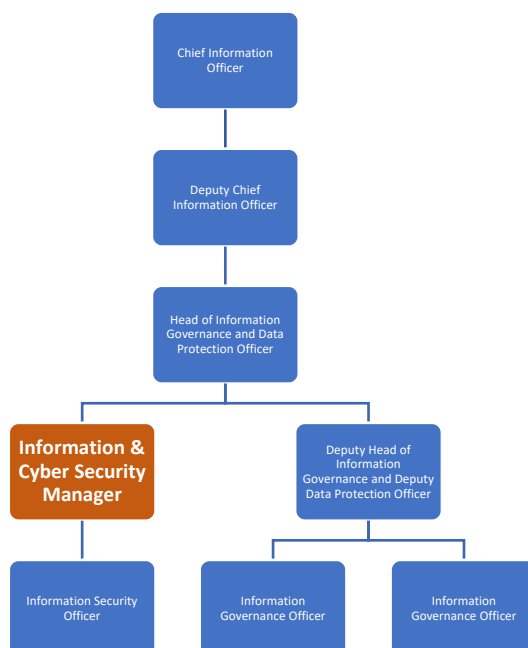 Chief Information
Officer
Deputy Chief
Information Officer
Head of Information
Governance and Data
Protection Officer
Information &
Cyber Security
Manager
Deputy Head of
Information
Governance and Deputy
Data Protection Officer
Information Security
Officer
Information
Governance Officer
Information
Governance Officer